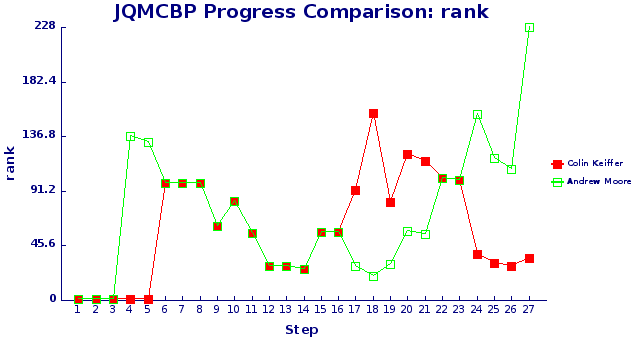 JQMCBP Progress Comparison: rank
228
182.4
136.8
91.2
45.6
0
rank
1 2 3 4 5 6 7 8 9 10 11 12 13 14 15 16 17 18 19 20 21 22 23 24 25 26 27
Step
Colin Keiffer
Andrew Moore